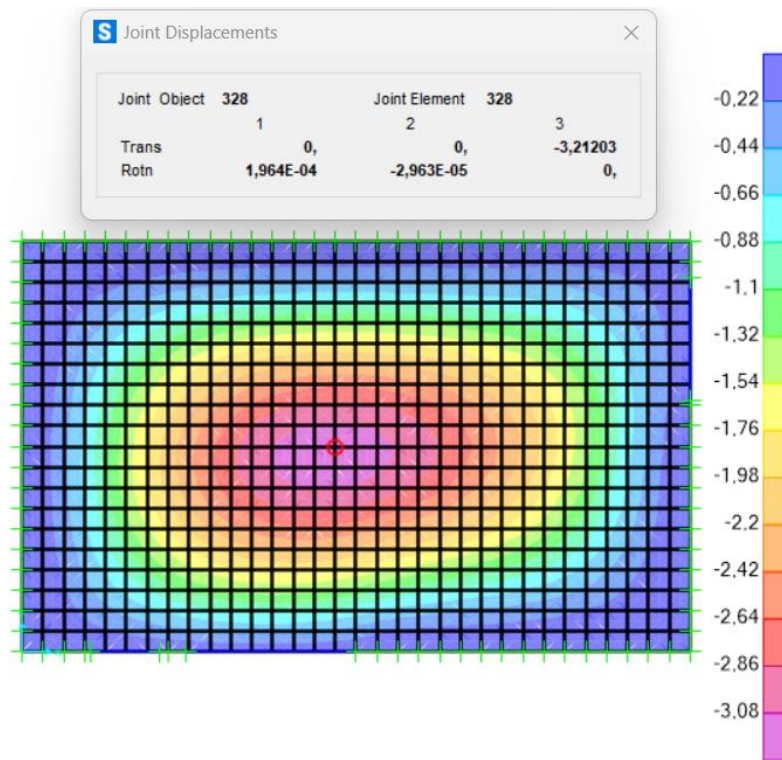 S Joint Displacements
Joint Object 328 Joint Element 328
1 2 3
Trans 0, 0, -3,21203
Rotn 1,964E-04 -2,963E-05 0,
-0,22
-0,44
-0,66
-0,88
-1,1
-1,32
-1,54
-1,76
-1,98
-2,2
-2,42
-2,64
-2,86
-3,08